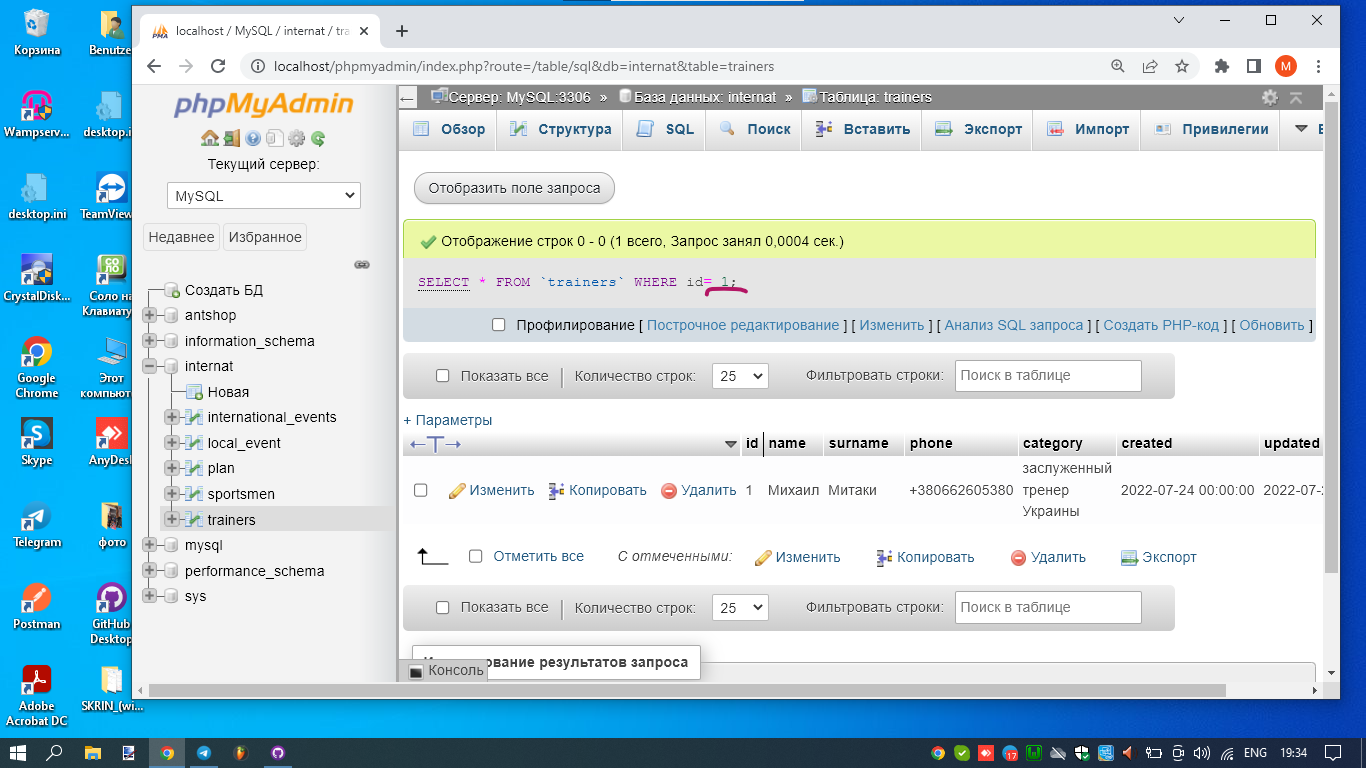 Корзина
Benutze
Wampserv...
desktop.i
desktop.ini
TeamView
CrystalDisk...
Соло на
Клавиату
Google
Chrome
Этот
компьют
Skype
AnyDes
Telegram
фото
Postman
GitHub
Desktop
Adobe
Acrobat DC
SKRIN_(wi...
localhost / MySQL / internat / tra
localhost/phpmyadmin/index.php?route=/table/sql&db=internat&table=trainers
M
phpMyAdmin
Текущий сервер:
MySQL
Недавнее Избранное
Создать БД
antshop
information_schema
internat
Новая
international_events
local_event
plan
sportsmen
trainers
mysql
performance_schema
sys
Сервер: MySQL:3306 » База данных: internat » Таблица: trainers
Обзор Структура SQL Поиск Вставить Экспорт Импорт Привилегии
Отобразить поле запроса
Отображение строк 0 - 0 (1 всего, Запрос занял 0,0004 сек.)
SELECT * FROM `trainers` WHERE id= 1;
Профилирование [ Построчное редактирование ] [ Изменить ] [ Анализ SQL запроса ] [ Создать PHP-код ] [ Обновить ]
Показать все Количество строк: 25 Фильтровать строки: Поиск в таблице
+ Параметры
←T→ id name surname phone category created updated
Изменить Копировать Удалить 1 Михаил Митаки +380662605380 заслуженный тренер Украины 2022-07-24 00:00:00 2022-07-2
Отметить все С отмеченными: Изменить Копировать Удалить Экспорт
Показать все Количество строк: 25 Фильтровать строки: Поиск в таблице
ование результатов запроса
Консоль
17
ENG 19:34